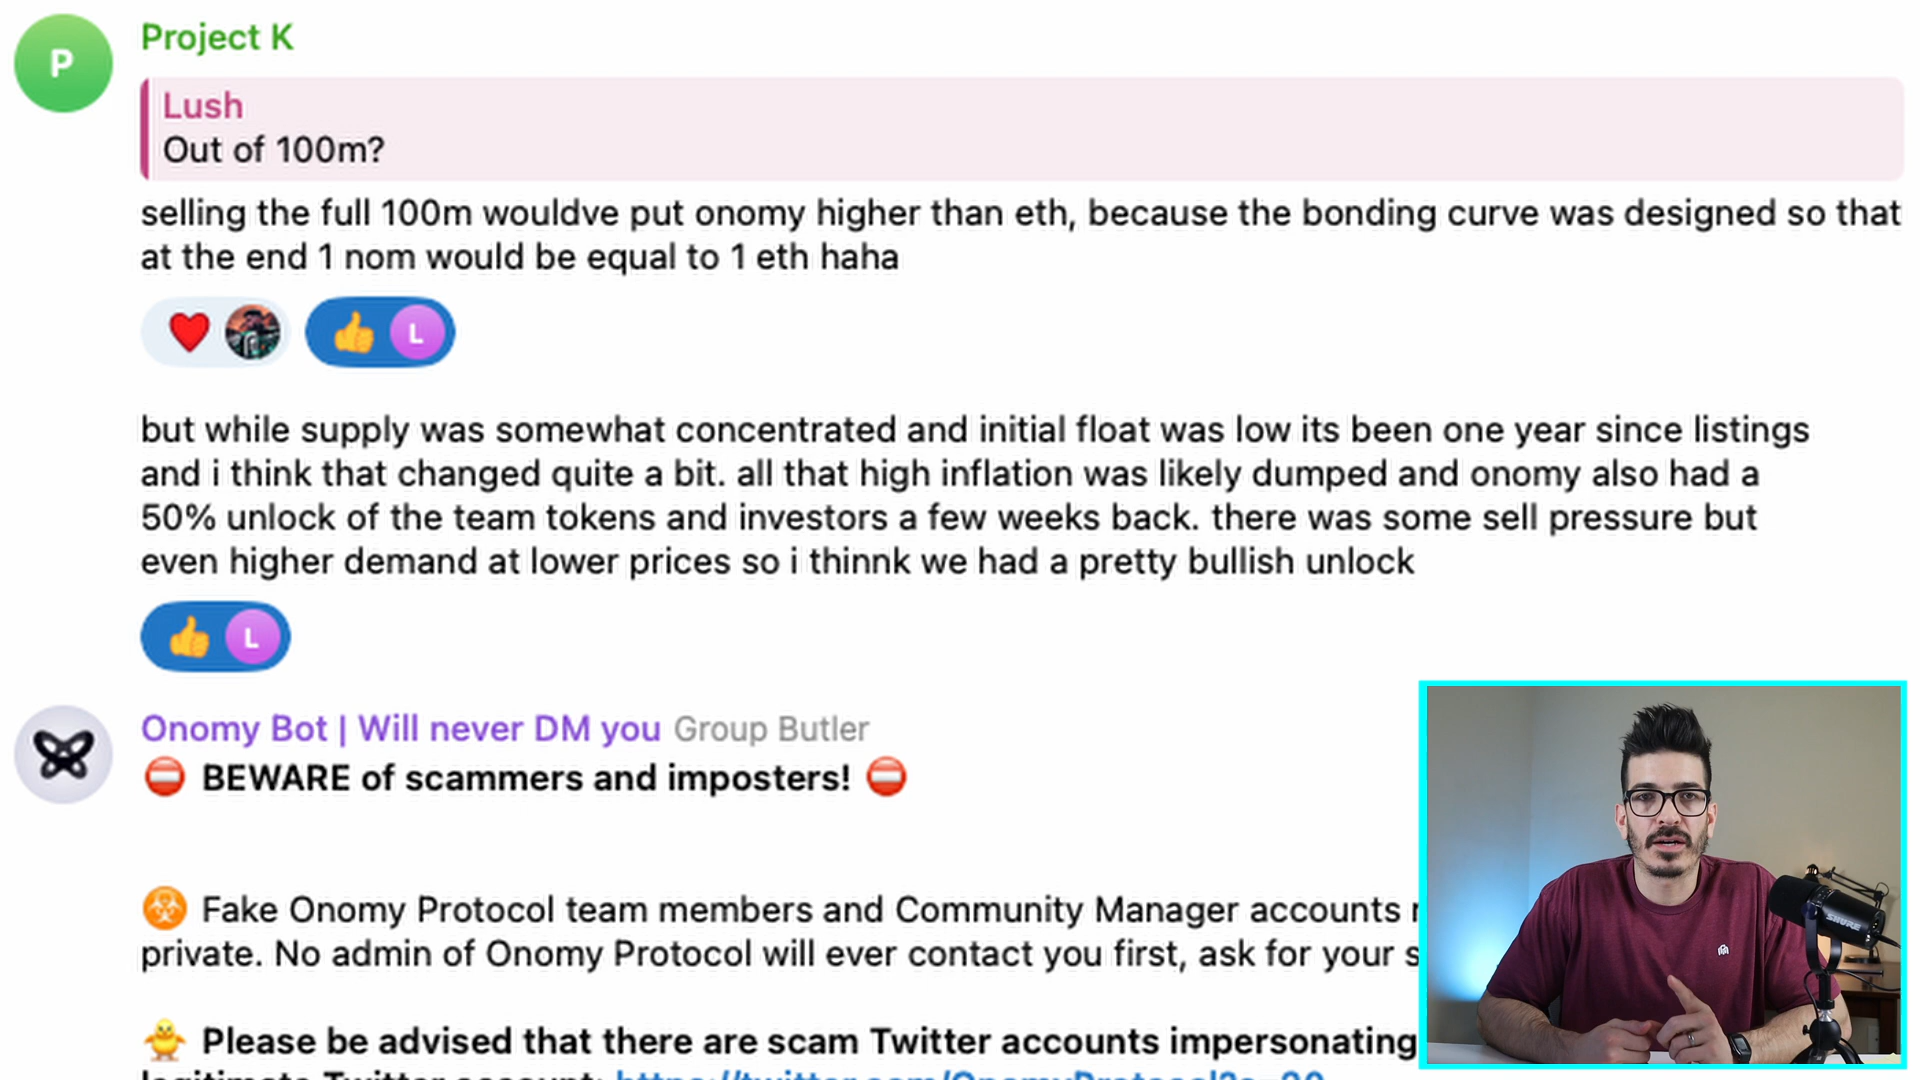 P
Project K
Lush
Out of 100m?
selling the full 100m wouldve put onomy higher than eth, because the bonding curve was designed so that
at the end 1 nom would be equal to 1 eth haha
L
but while supply was somewhat concentrated and initial float was low its been one year since listings
and i think that changed quite a bit. all that high inflation was likely dumped and onomy also had a
50% unlock of the team tokens and investors a few weeks back. there was some sell pressure but
even higher demand at lower prices so i thinnk we had a pretty bullish unlock
L
Onomy Bot | Will never DM you Group Butler
BEWARE of scammers and imposters!
Fake Onomy Protocol team members and Community Manager accounts
private. No admin of Onomy Protocol will ever contact you first, ask for your
Please be advised that there are scam Twitter accounts impersonating
legitimate Twitter account:
SHURE